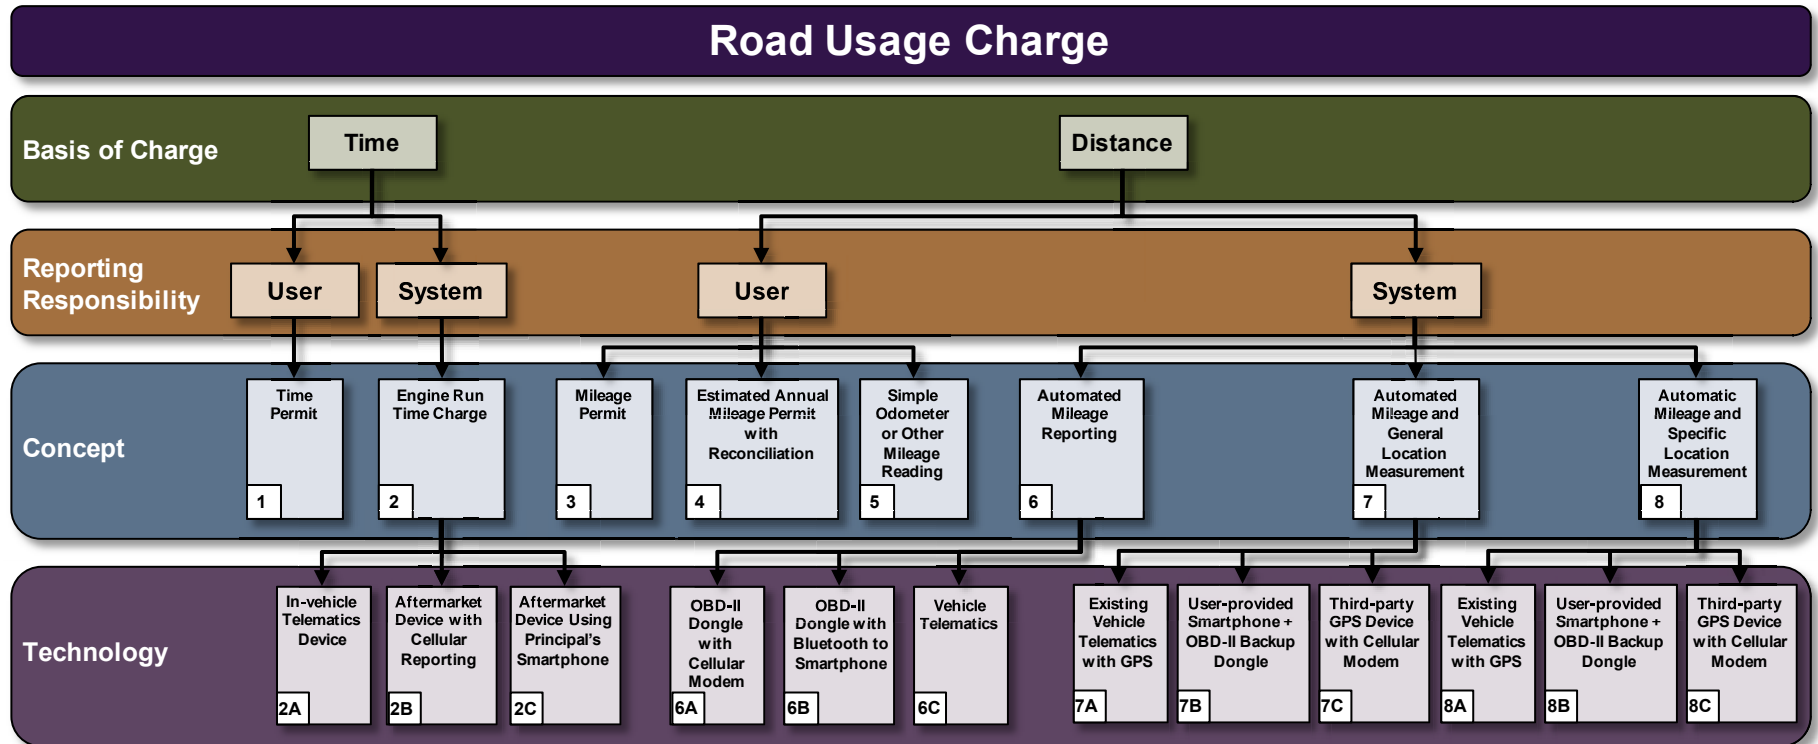 Road Usage Charge
Basis of Charge
Time
Distance
Reporting
Responsibility
User
System
User
System
Concept
Time
Permit
1
Engine Run
Time Charge
2
Mileage
Permit
3
Estimated Annual
Mileage Permit
with
Reconciliation
4
Simple
Odometer
or Other
Mileage
Reading
5
Automated
Mileage
Reporting
6
Automated
Mileage and
General
Location
Measurement
7
Automatic
Mileage and
Specific
Location
Measurement
8
Technology
In-vehicle
Telematics
Device
2A
Aftermarket
Device with
Cellular
Reporting
2B
Aftermarket
Device Using
Principal's
Smartphone
2C
OBD-II
Dongle
with
Cellular
Modem
6A
OBD-II
Dongle with
Bluetooth to
Smartphone
6B
Vehicle
Telematics
6C
Existing
Vehicle
Telematics
with GPS
7A
User-provided
Smartphone +
OBD-II Backup
Dongle
7B
Third-party
GPS Device
with Cellular
Modem
7C
Existing
Vehicle
Telematics
with GPS
8A
User-provided
Smartphone +
OBD-II Backup
Dongle
8B
Third-party
GPS Device
with Cellular
Modem
8C